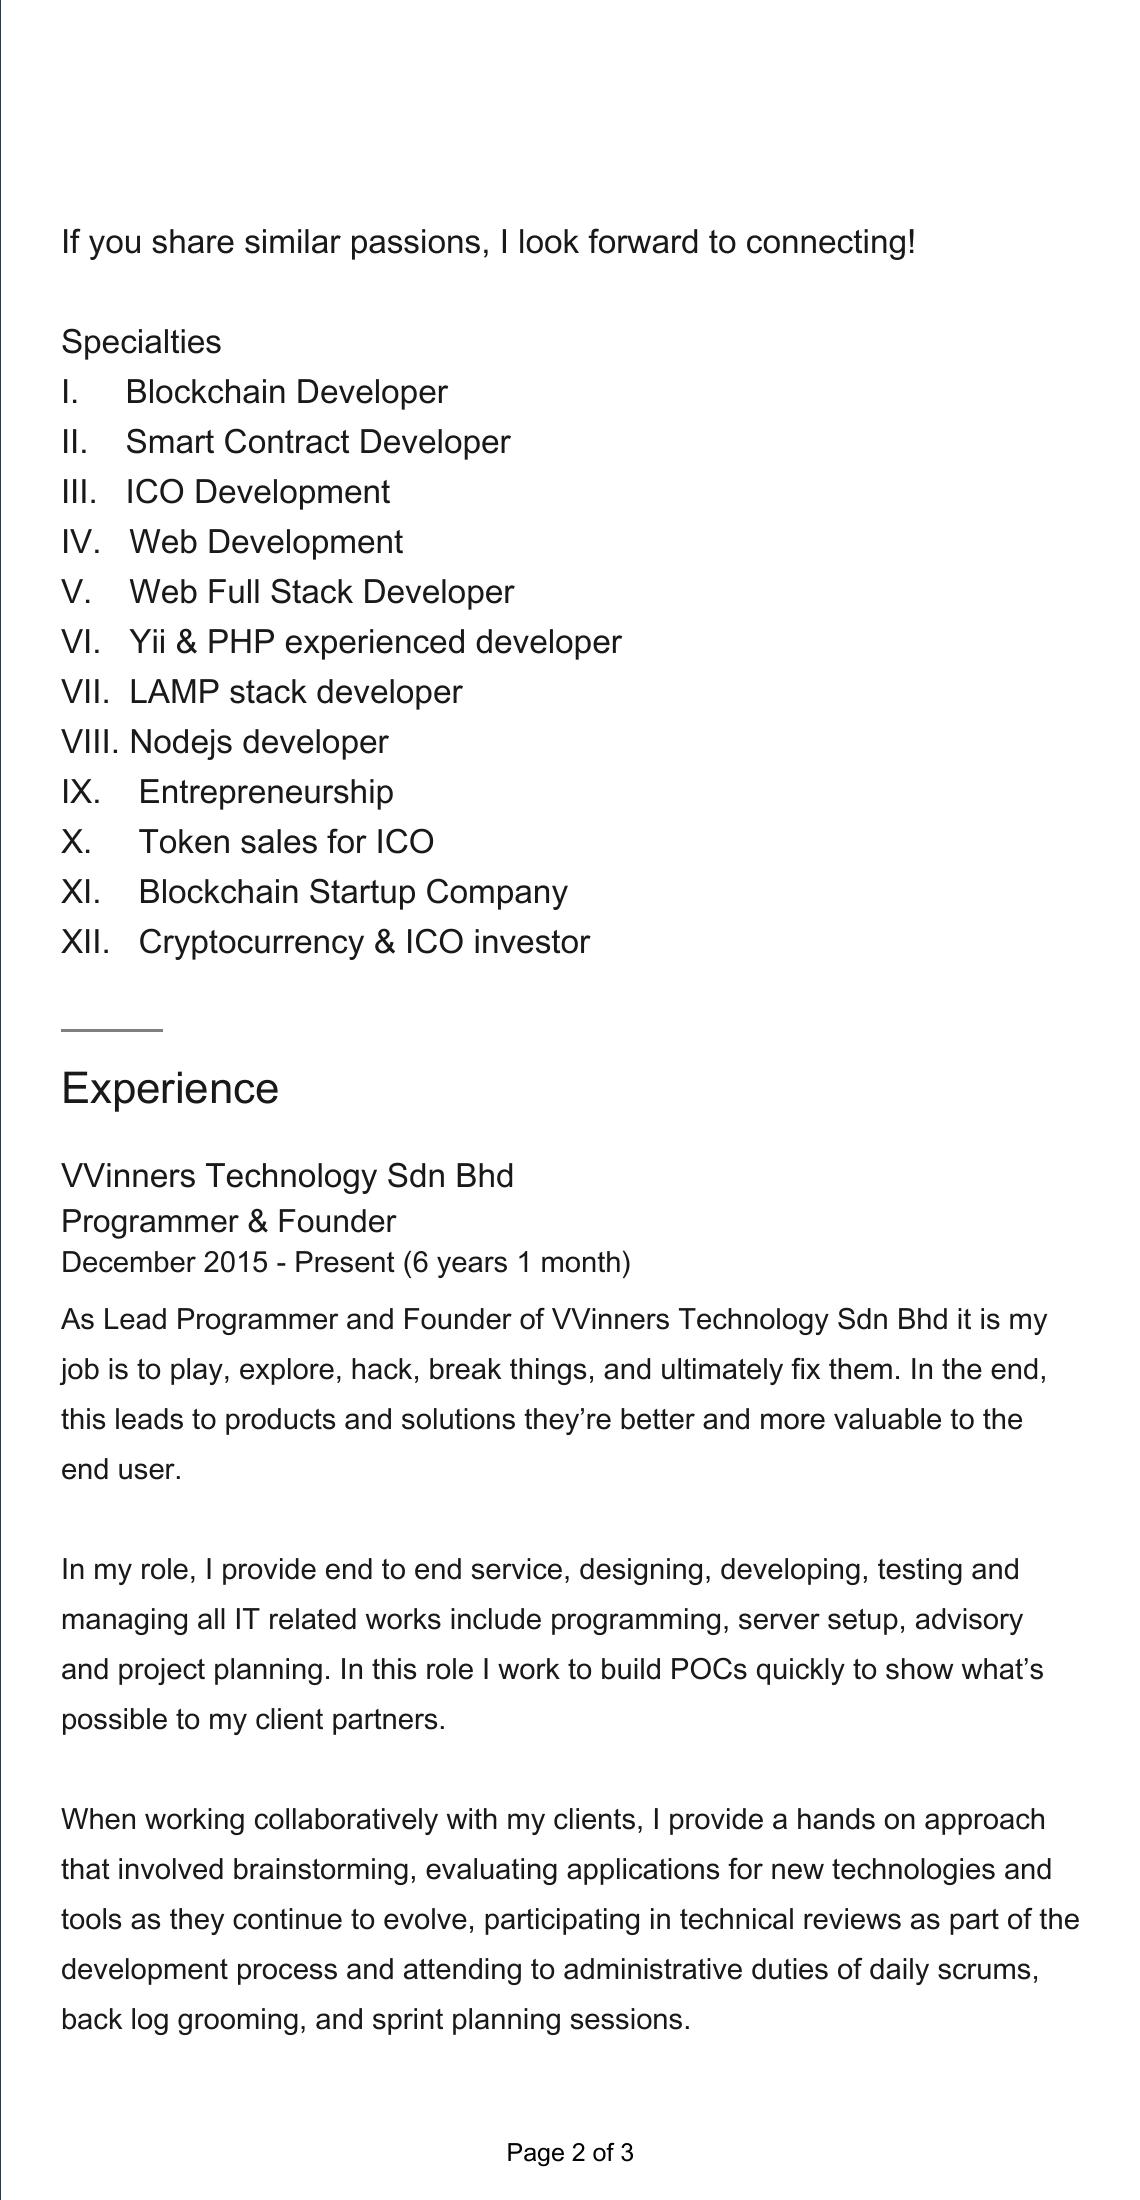 If you share similar passions, I look forward to connecting!
Specialties
I. Blockchain Developer
II. Smart Contract Developer
III. ICO Development
IV. Web Development
V. Web Full Stack Developer
VI. Yii & PHP experienced developer
VII. LAMP stack developer
VIII. Nodejs developer
IX. Entrepreneurship
X. Token sales for ICO
XI. Blockchain Startup Company
XII. Cryptocurrency & ICO investor
Experience
VVinners Technology Sdn Bhd
Programmer & Founder
December 2015 - Present (6 years 1 month)
As Lead Programmer and Founder of VVinners Technology Sdn Bhd it is my
job is to play, explore, hack, break things, and ultimately fix them. In the end,
this leads to products and solutions they’re better and more valuable to the
end user.
In my role, I provide end to end service, designing, developing, testing and
managing all IT related works include programming, server setup, advisory
and project planning. In this role I work to build POCs quickly to show what’s
possible to my client partners.
When working collaboratively with my clients, I provide a hands on approach
that involved brainstorming, evaluating applications for new technologies and
tools as they continue to evolve, participating in technical reviews as part of the
development process and attending to administrative duties of daily scrums,
back log grooming, and sprint planning sessions.
Page 2 of 3